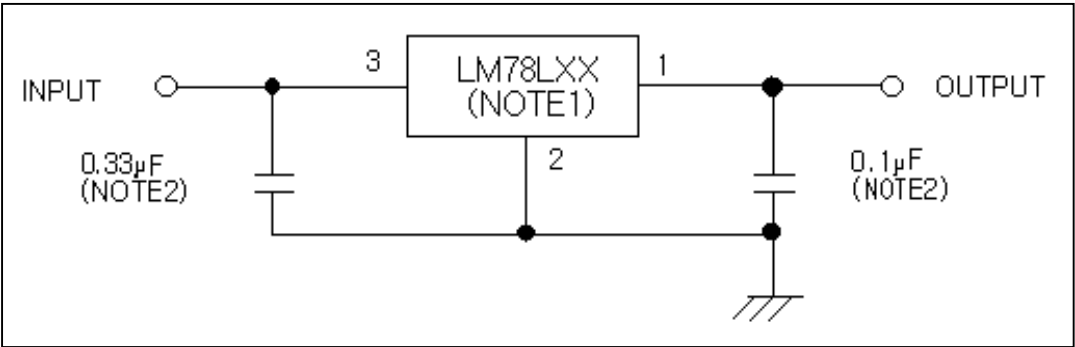 INPUT
3
LM78LXX
(NOTE1)
1
OUTPUT
2
0.33μF
(NOTE2)
0.1μF
(NOTE2)